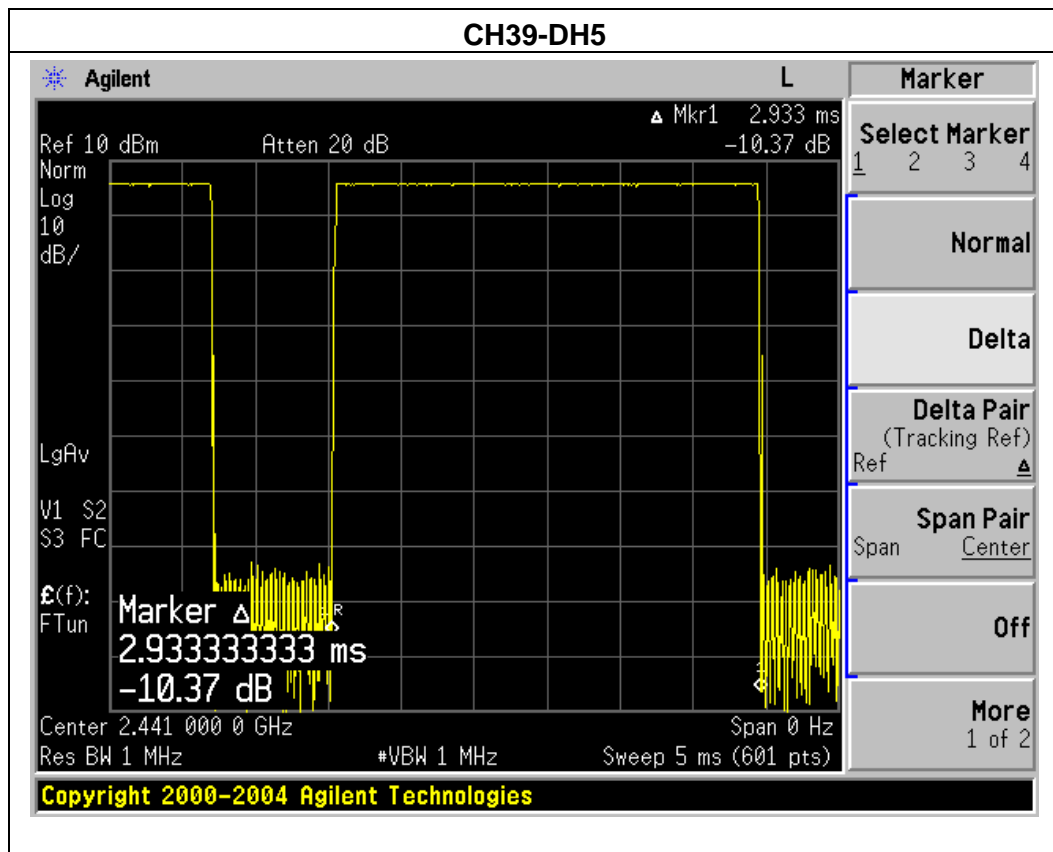 CH39-DH5
Agilent L
Marker
Δ Mkr1 2.933 ms
Ref 10 dBm Atten 20 dB -10.37 dB
Norm
Log
10
dB/
LgAv
V1 S2
S3 FC
£(f):
FTun
R
Marker Δ
2.933333333 ms
-10.37 dB
1
Center 2.441 000 0 GHz Span 0 Hz
Res BW 1 MHz #VBW 1 MHz Sweep 5 ms (601 pts)
Copyright 2000-2004 Agilent Technologies
Select Marker
1 2 3 4
Normal
Delta
Delta Pair
(Tracking Ref)
Ref Δ
Span Pair
Span Center
Off
More
1 of 2